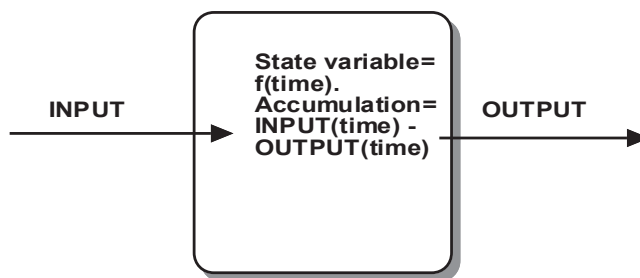 State variable=
f(time).
INPUT
Accumulation=
OUTPUT
INPUT(time) -
OUTPUT(time)